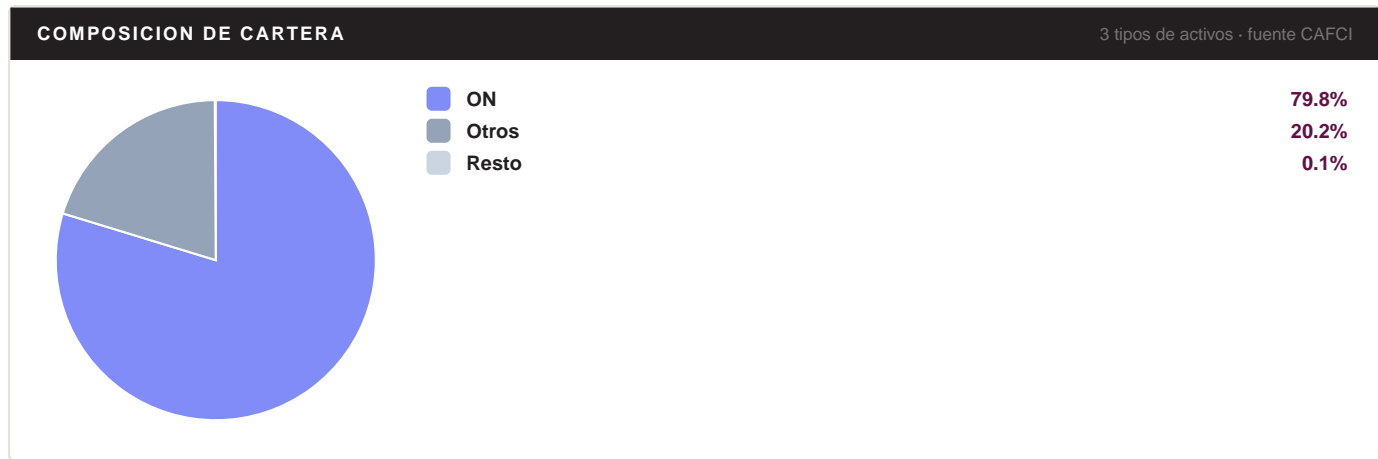 COMPOSICION DE CARTERA
3 tipos de activos · fuente CAFCI
ON 79.8%
Otros 20.2%
Resto 0.1%